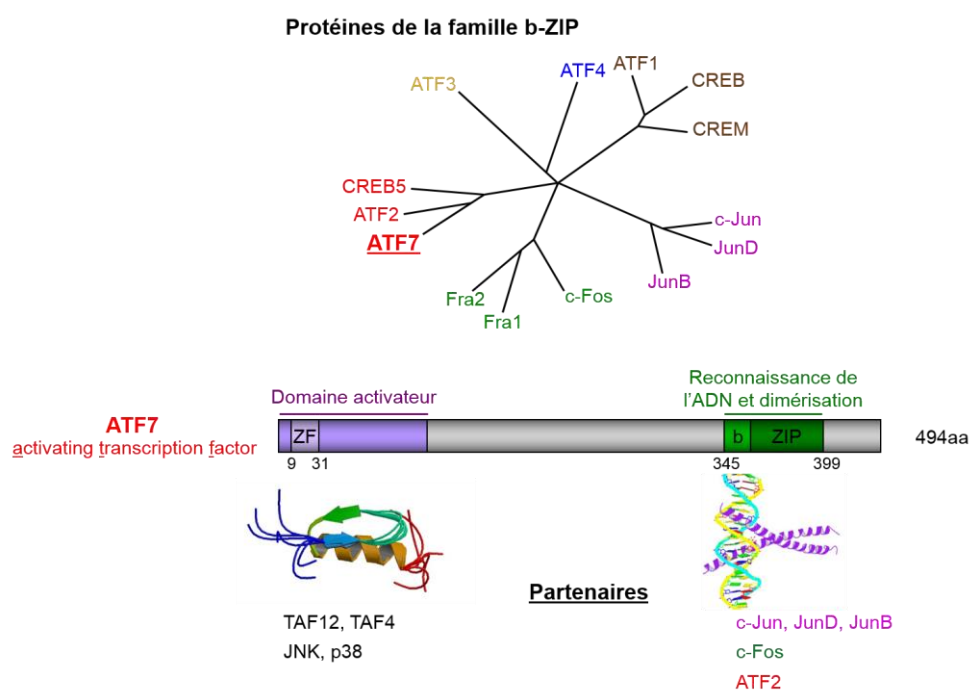 Protéines de la famille b-ZIP
ATF1
ATF4
CREB
ATF3
CREM
CREB5
ATF2
c-Jun
ATF7
JunD
JunB
Fra2
c-Fos
Fra1
Reconnaissance de
l'ADN et dimérisation
Domaine activateur
ATF7
activating transcription factor
ZF
b
ZIP
494aa
9
31
345
399
Partenaires
TAF12, TAF4
JNK, p38
c-Jun, JunD, JunB
c-Fos
ATF2